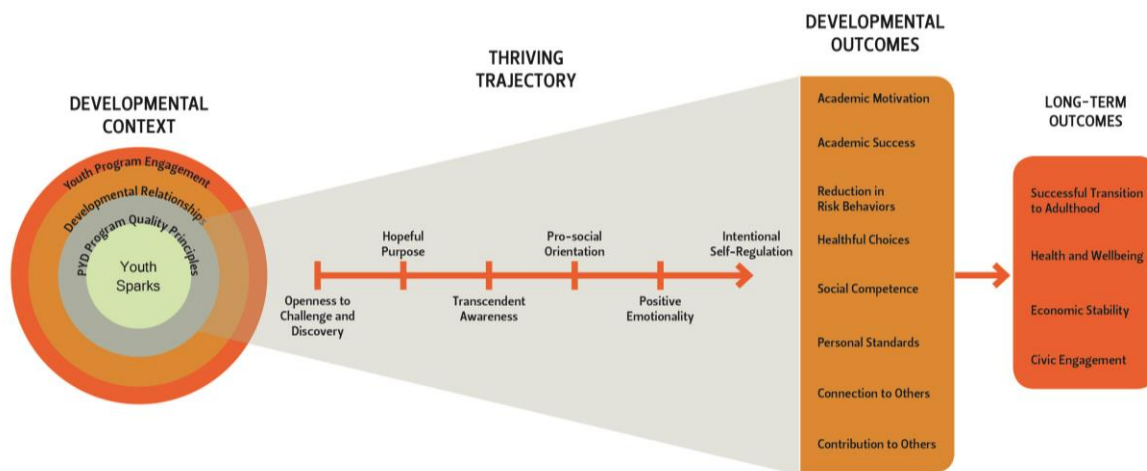 DEVELOPMENTAL
CONTEXT
Youth Program Engagement
Developmental Relationships
PYD Program Quality Principles
Youth
Sparks
THRIVING
TRAJECTORY
Openness to
Challenge and
Discovery
Hopeful
Purpose
Transcendent
Awareness
Pro-social
Orientation
Positive
Emotionality
Intentional
Self-Regulation
DEVELOPMENTAL
OUTCOMES
Academic Motivation
Academic Success
Reduction in
Risk Behaviors
Healthful Choices
Social Competence
Personal Standards
Connection to Others
Contribution to Others
LONG-TERM
OUTCOMES
Successful Transition
to Adulthood
Health and Wellbeing
Economic Stability
Civic Engagement